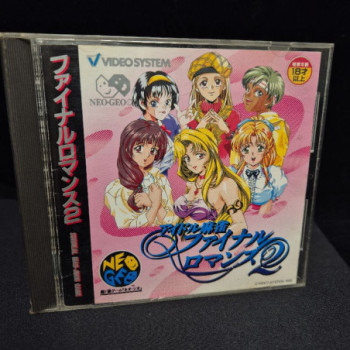 ファイナルロマンス2
VIDEO SYSTEM
NEO・GEO CD
18才
以上
アイドル麻雀
ファイナル
ロマンス2
NEO
GEO